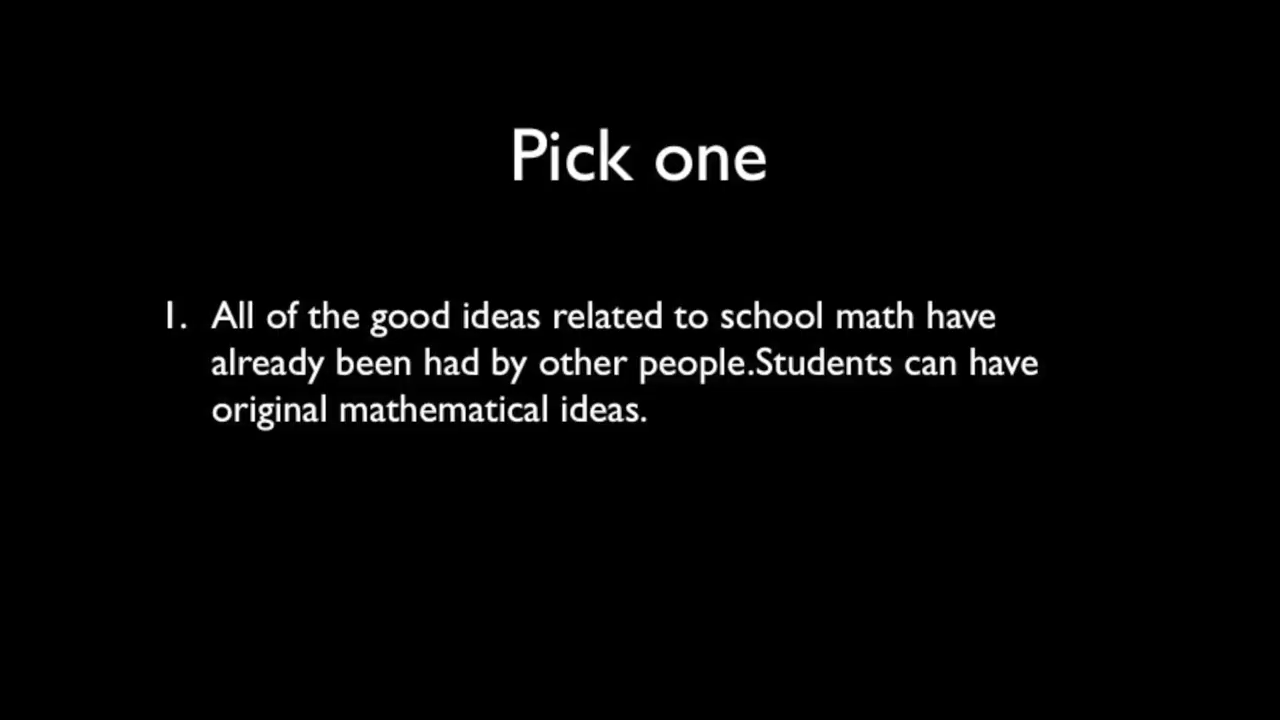 Pick one
1. All of the good ideas related to school math have
already been had by other people.Students can have
original mathematical ideas.